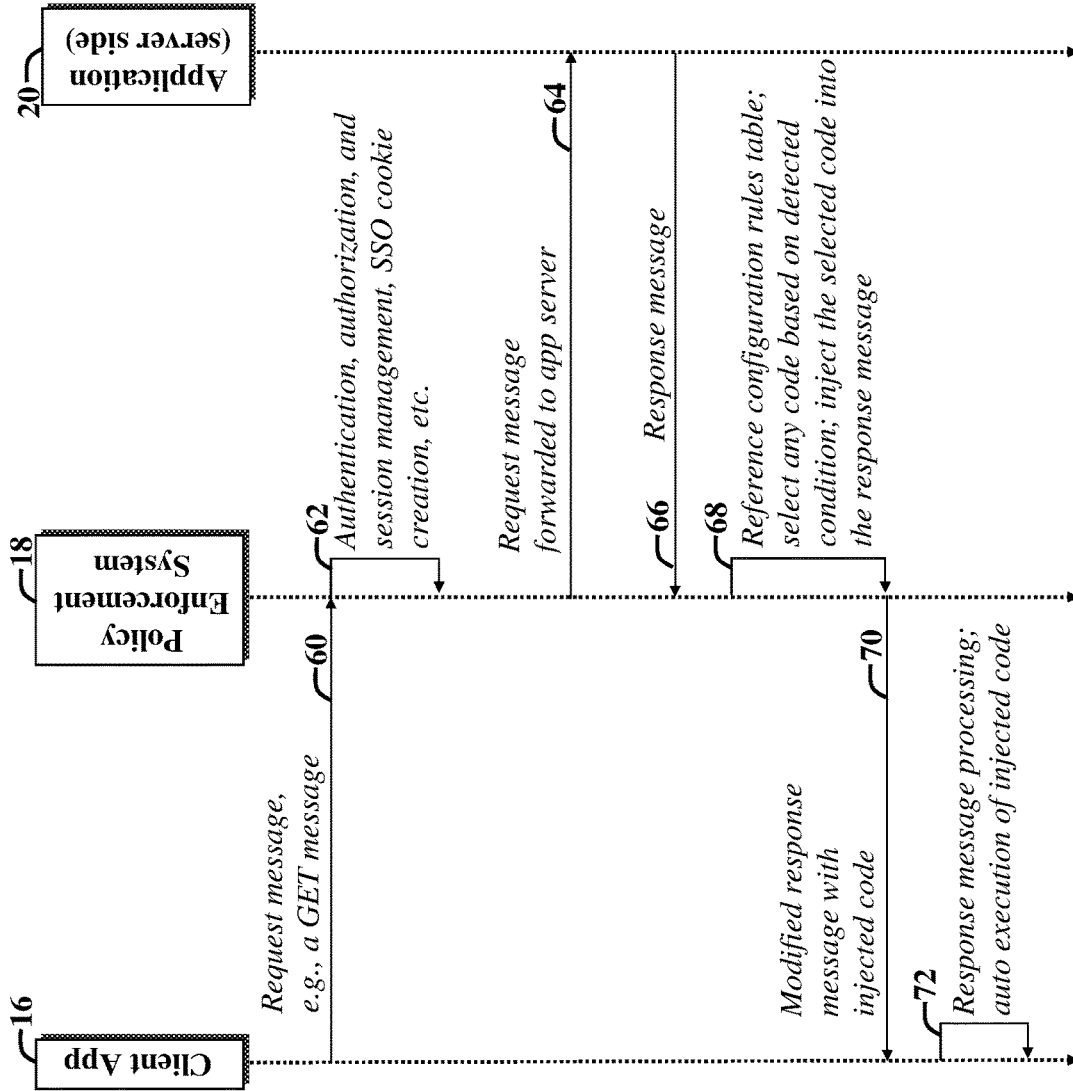 16
Client App
18
Policy
Enforcement
System
20
Application
(server side)
Request message,
e.g., a GET message
60
62
Authentication, authorization, and
session management, SSO cookie
creation, etc.
Request message
forwarded to app server
64
Response message
66
68
Reference configuration rules table;
select any code based on detected
condition; inject the selected code into
the response message
Modified response
message with
injected code
70
72
Response message processing;
auto execution of injected code